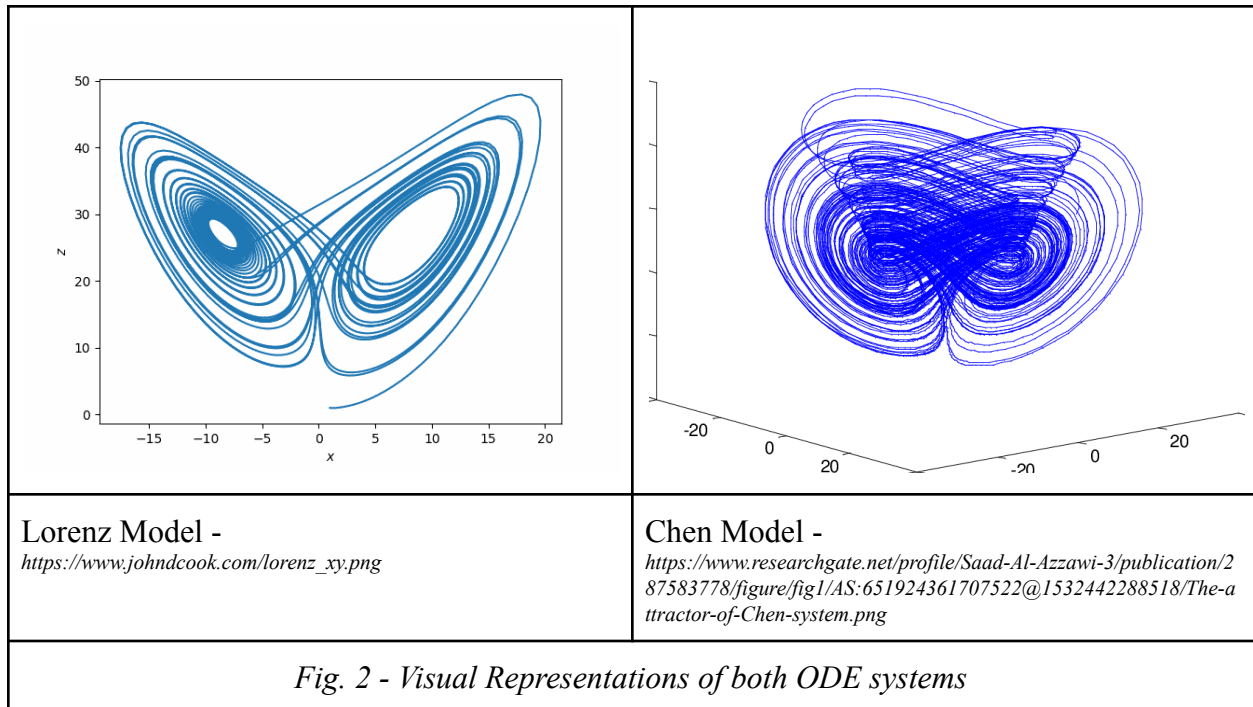 50
40
30
20
10
0
z
−15
−10
−5
0
5
10
15
20
x
-20
0
20
-20
0
20
Lorenz Model -
https://www.johndcook.com/lorenz_xy.png
Chen Model -
https://www.researchgate.net/profile/Saad-Al-Azzawi-3/publication/2
87583778/figure/fig1/AS:651924361707522@1532442288518/The-a
ttractor-of-Chen-system.png
Fig. 2 - Visual Representations of both ODE systems